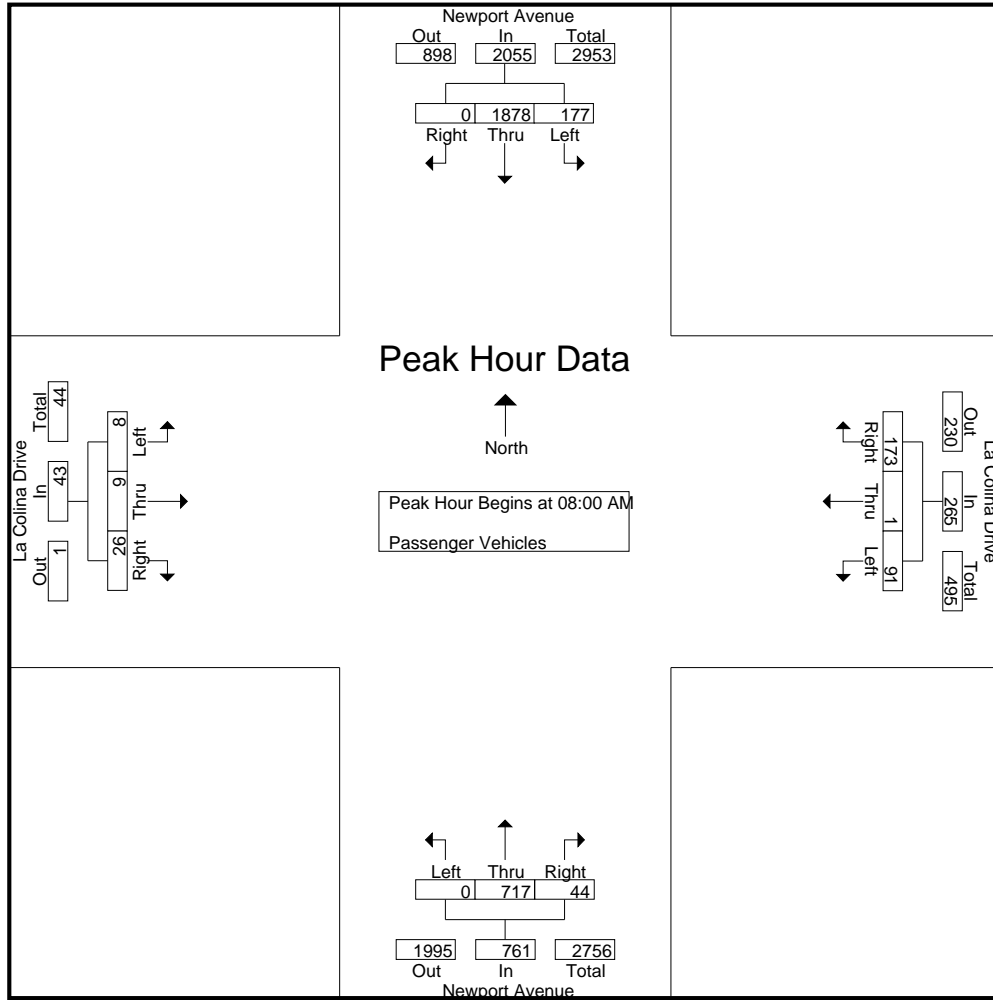 Newport Avenue
Out In Total
898 2055 2953
0 1878 177
Right Thru Left
Peak Hour Data
North
Peak Hour Begins at 08:00 AM
Passenger Vehicles
La Colina Drive
Total In Out
44 43 1
8 9 26
Left Thru Right
La Colina Drive
Out In Total
230 265 495
173 1 91
Right Thru Left
Left Thru Right
0 717 44
1995 761 2756
Out In Total
Newport Avenue